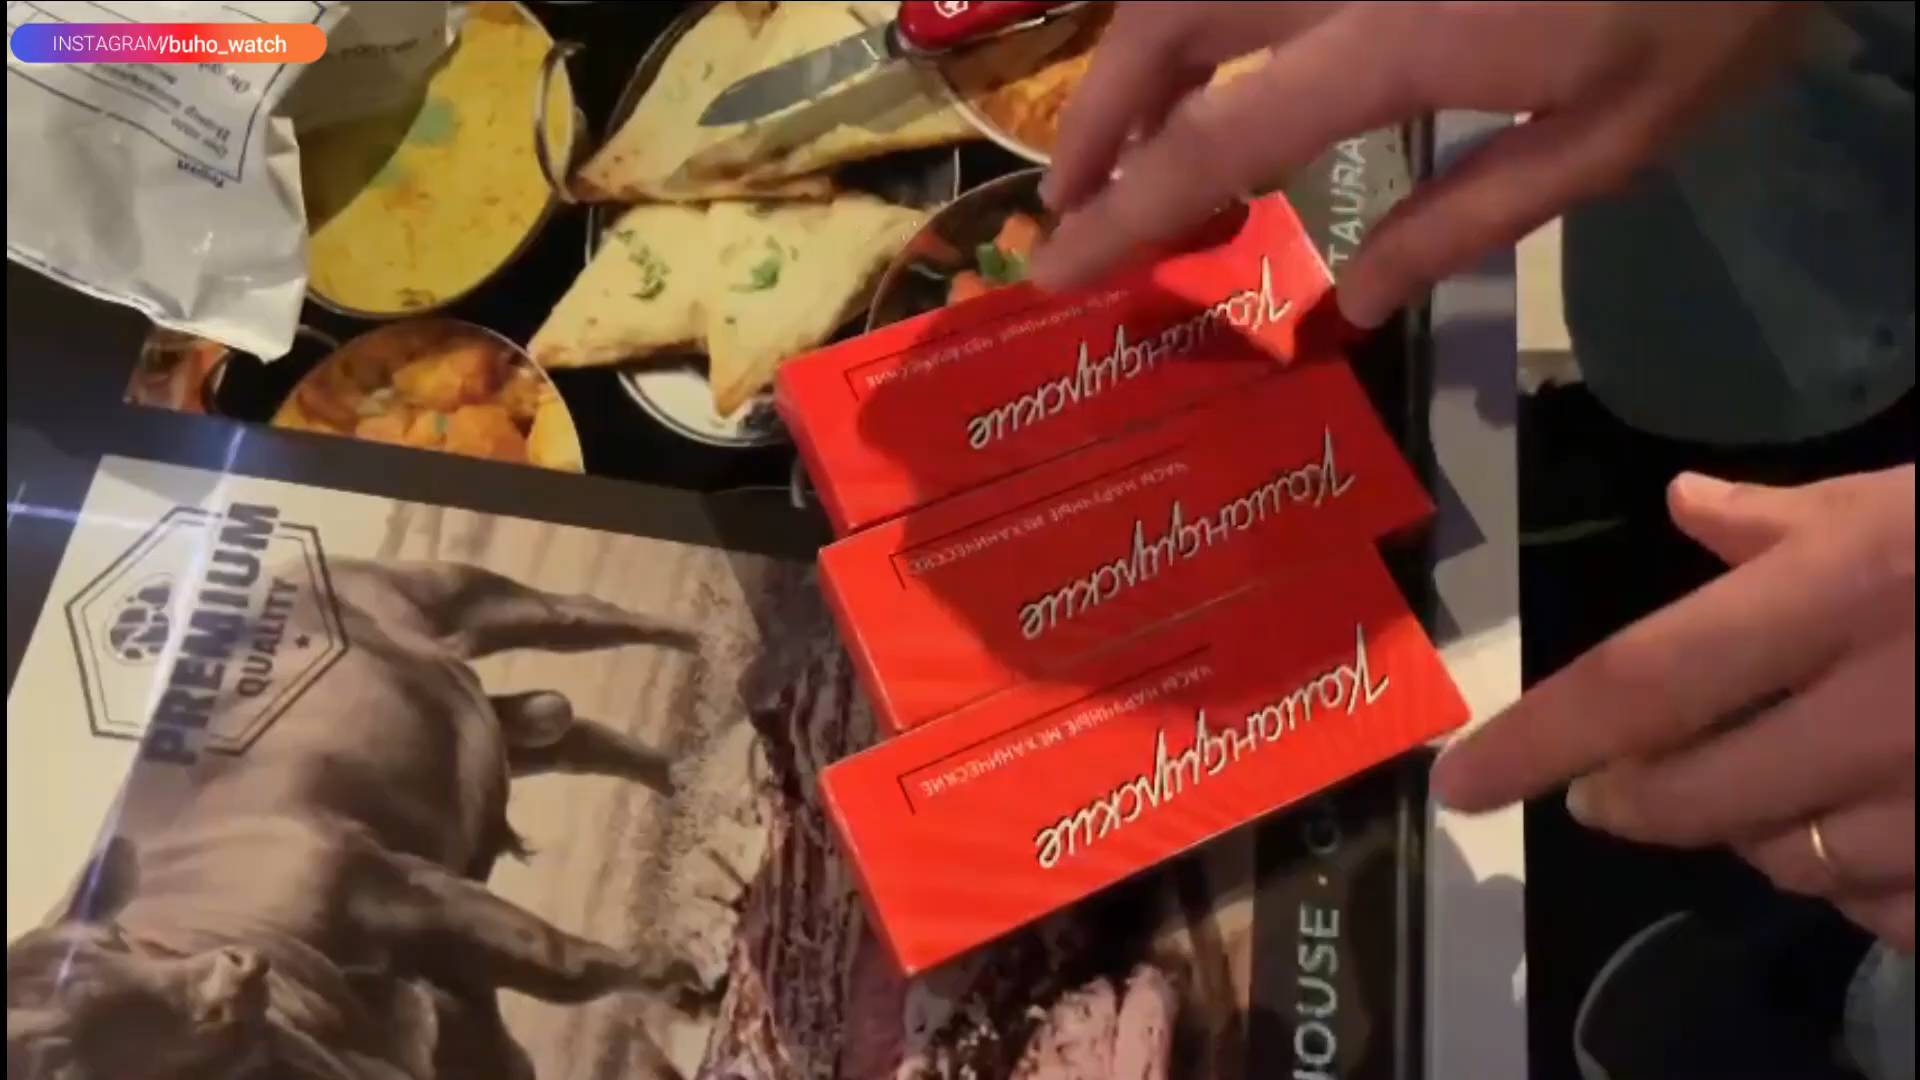 INSTAGRAM/buho_watch
Командирские
ЧАСЫ НАРУЧНЫЕ МЕХАНИЧЕСКИЕ
Командирские
ЧАСЫ НАРУЧНЫЕ МЕХАНИЧЕСКИЕ
Командирские
ЧАСЫ НАРУЧНЫЕ МЕХАНИЧЕСКИЕ
PREMIUM
QUALITY
TAURA
HOUSE · G